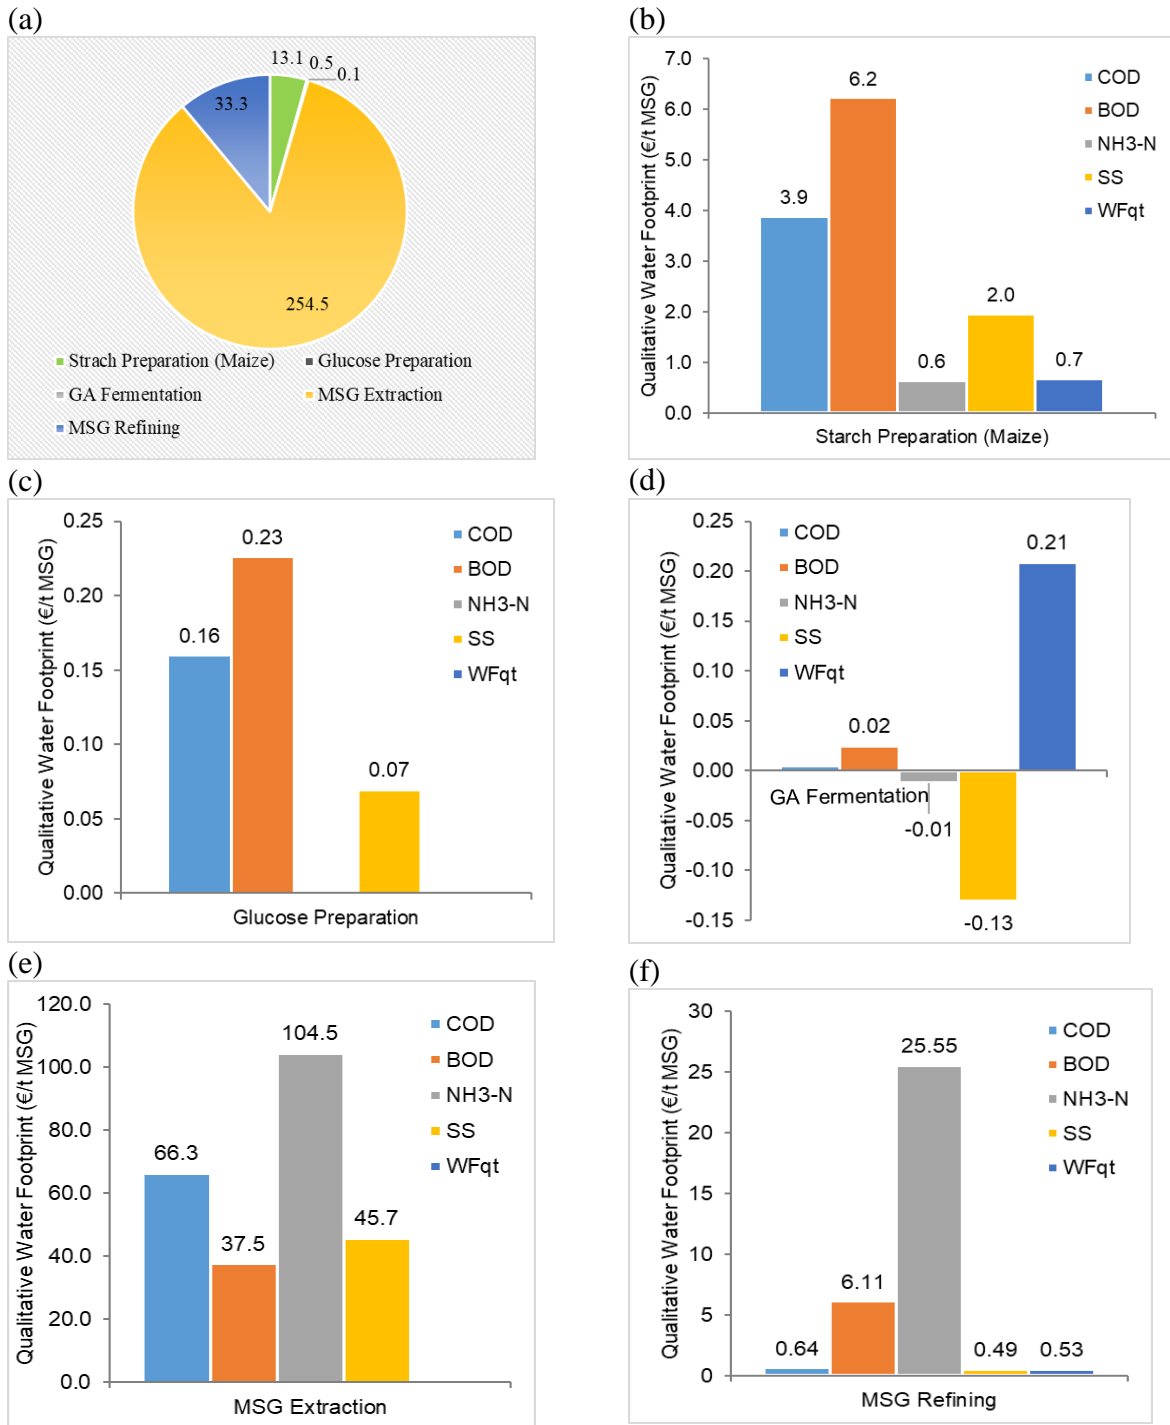 (a)
13.1 0.5
0.1
33.3
254.5
Strach Preparation (Maize) Glucose Preparation
GA Fermentation MSG Extraction
MSG Refining
(b)
Qualitative Water Footprint (€/t MSG)
7.0
6.0
5.0
4.0
3.0
2.0
1.0
0.0
3.9
6.2
0.6
2.0
0.7
COD
BOD
NH3-N
SS
WFqt
Starch Preparation (Maize)
(c)
Qualitative Water Footprint (€/t MSG)
0.25
0.20
0.15
0.10
0.05
0.00
0.16
0.23
0.07
COD
BOD
NH3-N
SS
WFqt
Glucose Preparation
(d)
Qualitative Water Footprint (€/t MSG)
0.25
0.20
0.15
0.10
0.05
0.00
-0.05
-0.10
-0.15
0.02
-0.01
-0.13
0.21
COD
BOD
NH3-N
SS
WFqt
GA Fermentation
(e)
Qualitative Water Footprint (€/t MSG)
120.0
100.0
80.0
60.0
40.0
20.0
0.0
66.3
37.5
104.5
45.7
COD
BOD
NH3-N
SS
WFqt
MSG Extraction
(f)
Qualitative Water Footprint (€/t MSG)
30
25
20
15
10
5
0
0.64
6.11
25.55
0.49
0.53
COD
BOD
NH3-N
SS
WFqt
MSG Refining